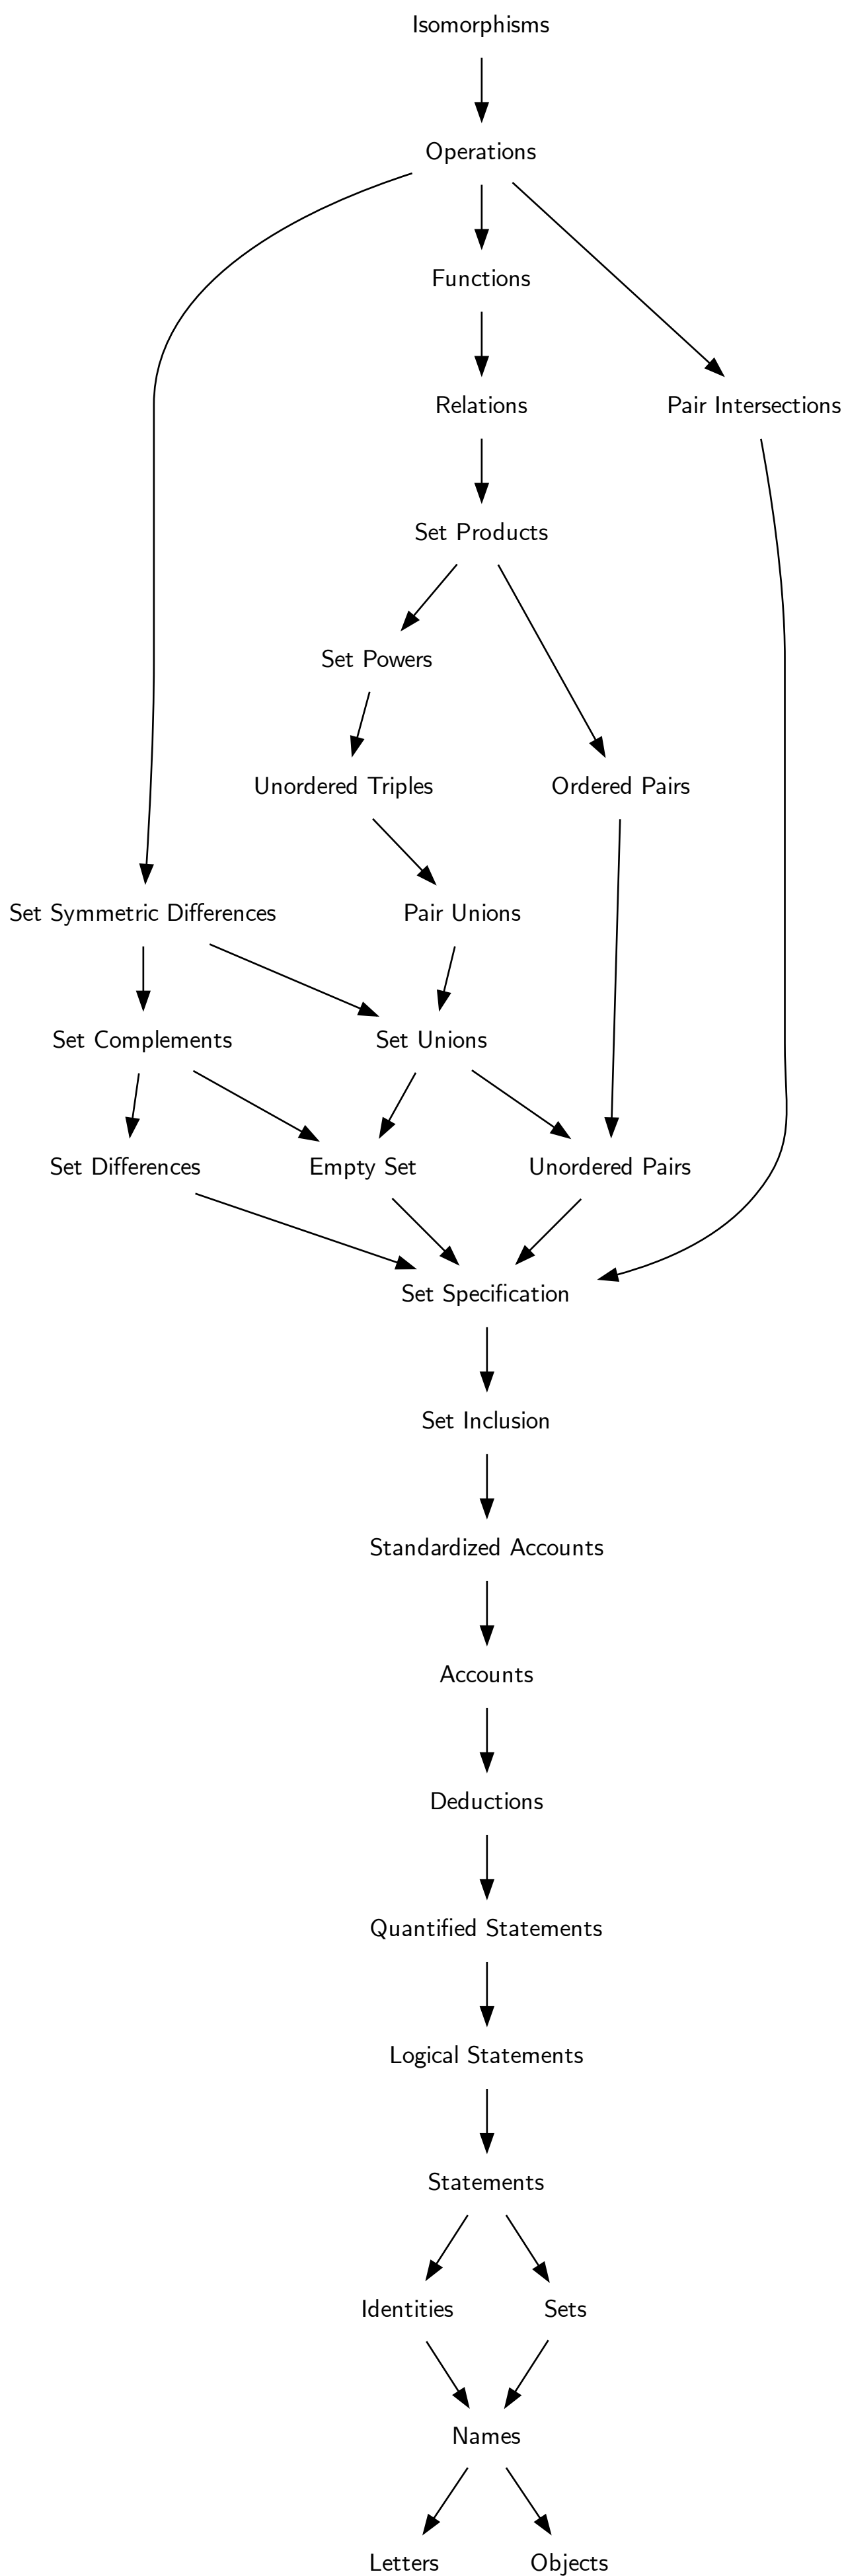 Isomorphisms
Operations
Functions
Relations
Pair Intersections
Set Products
Set Powers
Unordered Triples
Ordered Pairs
Set Symmetric Differences
Pair Unions
Set Complements
Set Unions
Set Differences
Empty Set
Unordered Pairs
Set Specification
Set Inclusion
Standardized Accounts
Accounts
Deductions
Quantified Statements
Logical Statements
Statements
Identities
Sets
Names
Letters
Objects